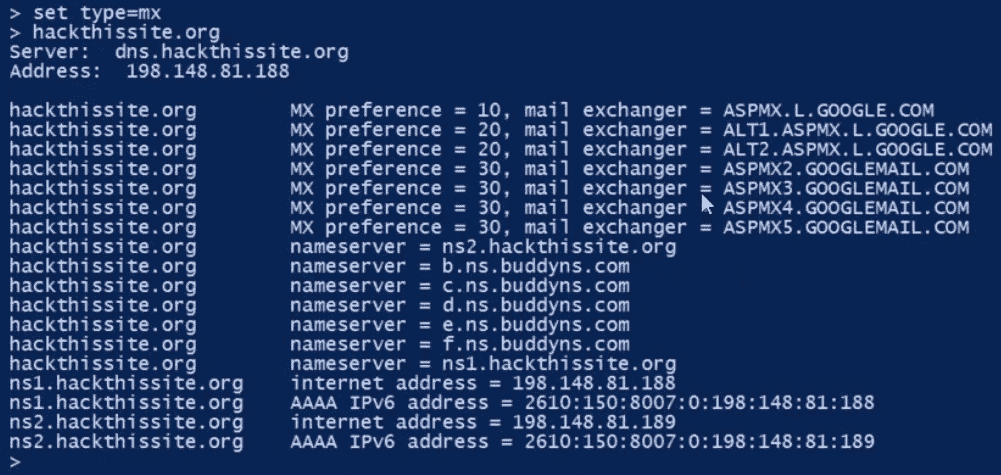 > set type=mx
> hackthissite.org
Server:  dns.hackthissite.org
Address:  198.148.81.188

hackthissite.org        MX preference = 10, mail exchanger = ASPMX.L.GOOGLE.COM
hackthissite.org        MX preference = 20, mail exchanger = ALT1.ASPMX.L.GOOGLE.COM
hackthissite.org        MX preference = 20, mail exchanger = ALT2.ASPMX.L.GOOGLE.COM
hackthissite.org        MX preference = 30, mail exchanger = ASPMX2.GOOGLEMAIL.COM
hackthissite.org        MX preference = 30, mail exchanger = ASPMX3.GOOGLEMAIL.COM
hackthissite.org        MX preference = 30, mail exchanger = ASPMX4.GOOGLEMAIL.COM
hackthissite.org        MX preference = 30, mail exchanger = ASPMX5.GOOGLEMAIL.COM
hackthissite.org        nameserver = ns2.hackthissite.org
hackthissite.org        nameserver = b.ns.buddyns.com
hackthissite.org        nameserver = c.ns.buddyns.com
hackthissite.org        nameserver = d.ns.buddyns.com
hackthissite.org        nameserver = e.ns.buddyns.com
hackthissite.org        nameserver = f.ns.buddyns.com
hackthissite.org        nameserver = ns1.hackthissite.org
ns1.hackthissite.org    internet address = 198.148.81.188
ns1.hackthissite.org    AAAA IPv6 address = 2610:150:8007:0:198:148:81:188
ns2.hackthissite.org    internet address = 198.148.81.189
ns2.hackthissite.org    AAAA IPv6 address = 2610:150:8007:0:198:148:81:189
>